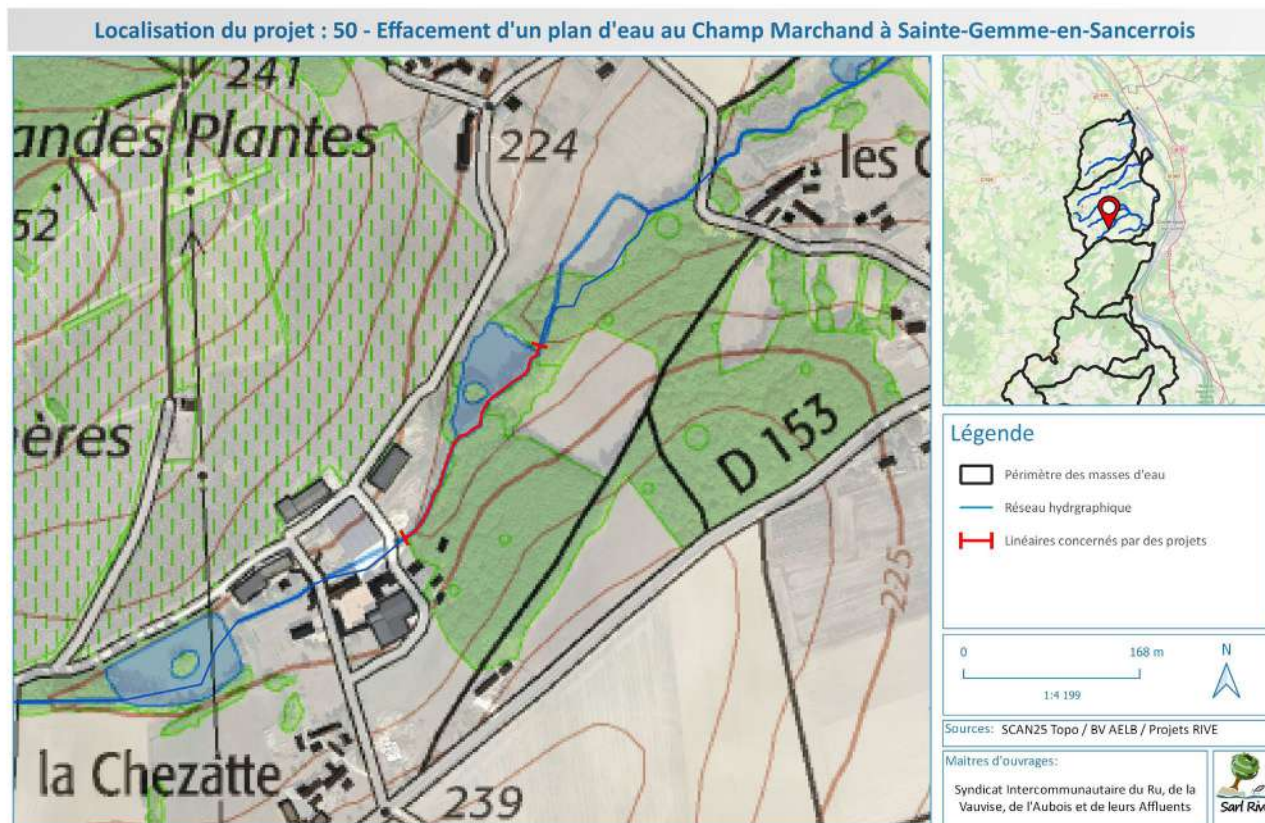 Localisation du projet : 50 - Effacement d'un plan d'eau au Champ Marchand à Sainte-Gemme-en-Sancerrois
241
andes Plantes
224
les C
52
ères
D 153
225
la Chezatte
239
Légende
Périmètre des masses d'eau
Réseau hydrgraphique
Linéaires concernés par des projets
0 168 m
N
1:4 199
Sources: SCAN25 Topo / BV AELB / Projets RIVE
Maitres d'ouvrages:
Syndicat Intercommunautaire du Ru, de la
Vauvise, de l'Aubois et de leurs Affluents
Sarl Riv